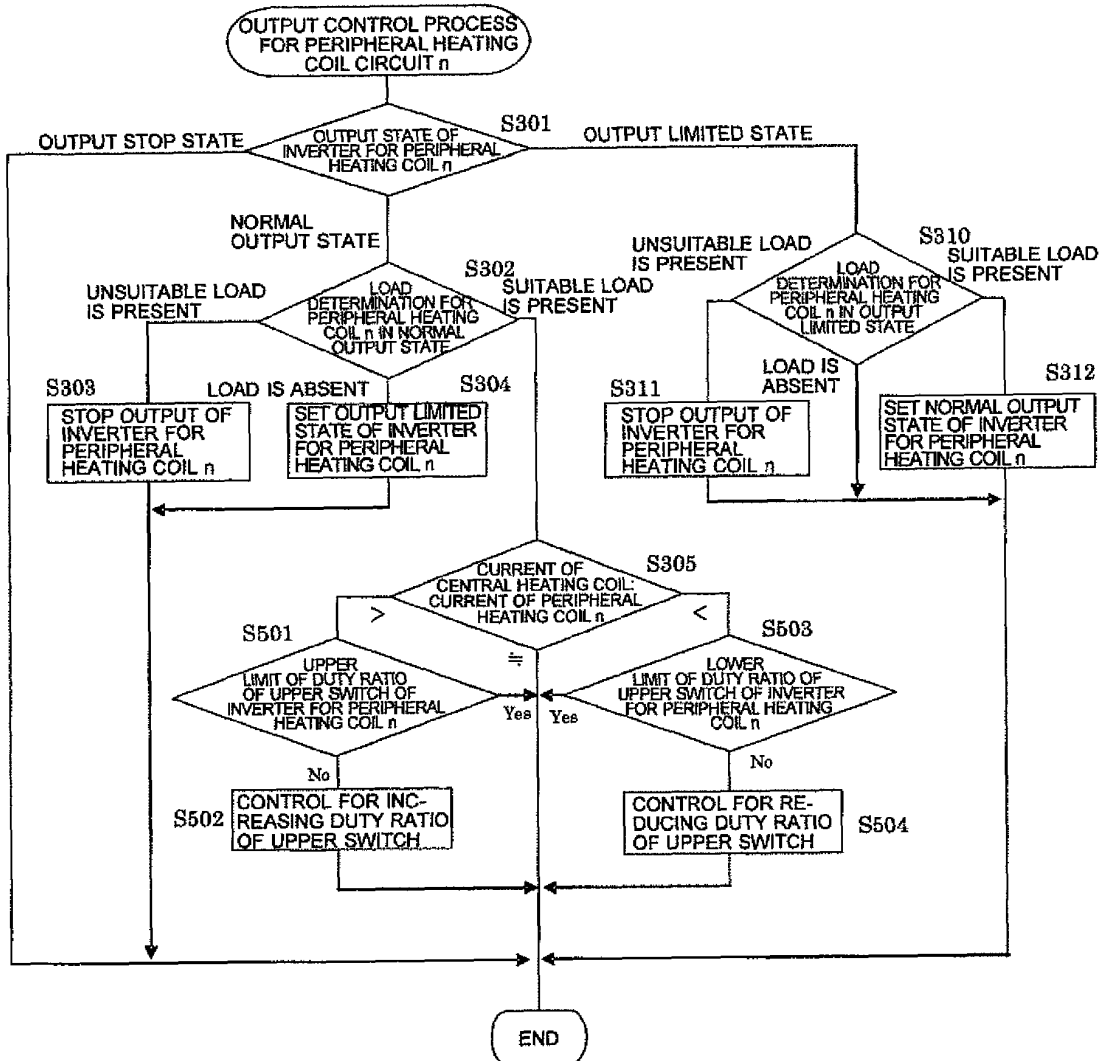 OUTPUT CONTROL PROCESS
FOR PERIPHERAL HEATING
COIL CIRCUIT n
S301
OUTPUT STOP STATE
OUTPUT STATE OF
INVERTER FOR PERIPHERAL
HEATING COIL n
OUTPUT LIMITED STATE
NORMAL
OUTPUT STATE
S302
UNSUITABLE LOAD
IS PRESENT
LOAD
DETERMINATION FOR
PERIPHERAL HEATING
COIL n IN NORMAL
OUTPUT STATE
SUITABLE LOAD
IS PRESENT
S310
UNSUITABLE LOAD
IS PRESENT
LOAD
DETERMINATION FOR
PERIPHERAL HEATING
COIL n IN OUTPUT
LIMITED STATE
SUITABLE LOAD
IS PRESENT
S303
LOAD IS ABSENT
S304
STOP OUTPUT OF
INVERTER FOR
PERIPHERAL
HEATING COIL n
SET OUTPUT LIMITED
STATE OF INVERTER
FOR PERIPHERAL
HEATING COIL n
S311
LOAD IS
ABSENT
S312
STOP OUTPUT OF
INVERTER FOR
PERIPHERAL
HEATING COIL n
SET NORMAL OUTPUT
STATE OF INVERTER
FOR PERIPHERAL
HEATING COIL n
S305
CURRENT OF
CENTRAL HEATING COIL:
CURRENT OF PERIPHERAL
HEATING COIL n
>
≒
<
S501
UPPER
LIMIT OF DUTY RATIO
OF UPPER SWITCH OF
INVERTER FOR PERIPHERAL
HEATING COIL n
Yes
S503
LOWER
LIMIT OF DUTY RATIO OF
UPPER SWITCH OF INVERTER
FOR PERIPHERAL HEATING
COIL n
Yes
No
No
S502
CONTROL FOR INC-
REASING DUTY RATIO
OF UPPER SWITCH
CONTROL FOR RE-
DUCING DUTY RATIO
OF UPPER SWITCH
S504
END